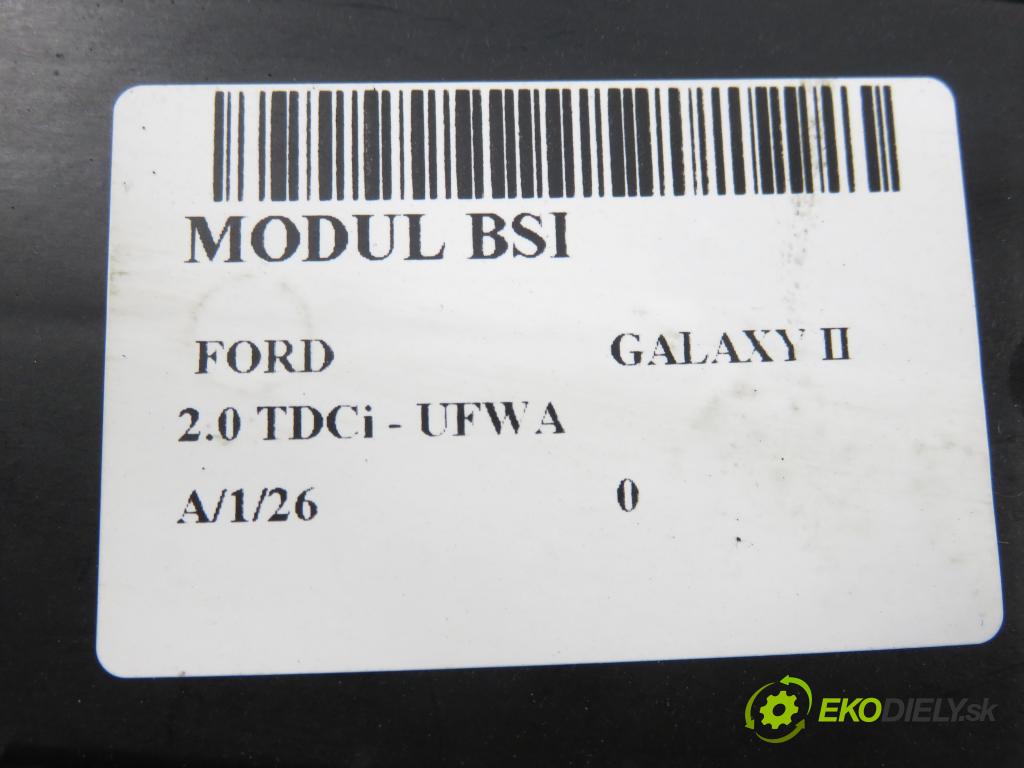 MODUL BSI
FORD GALAXY II
2.0 TDCi - UFWA
A/1/26 0
EKODIELY.sk